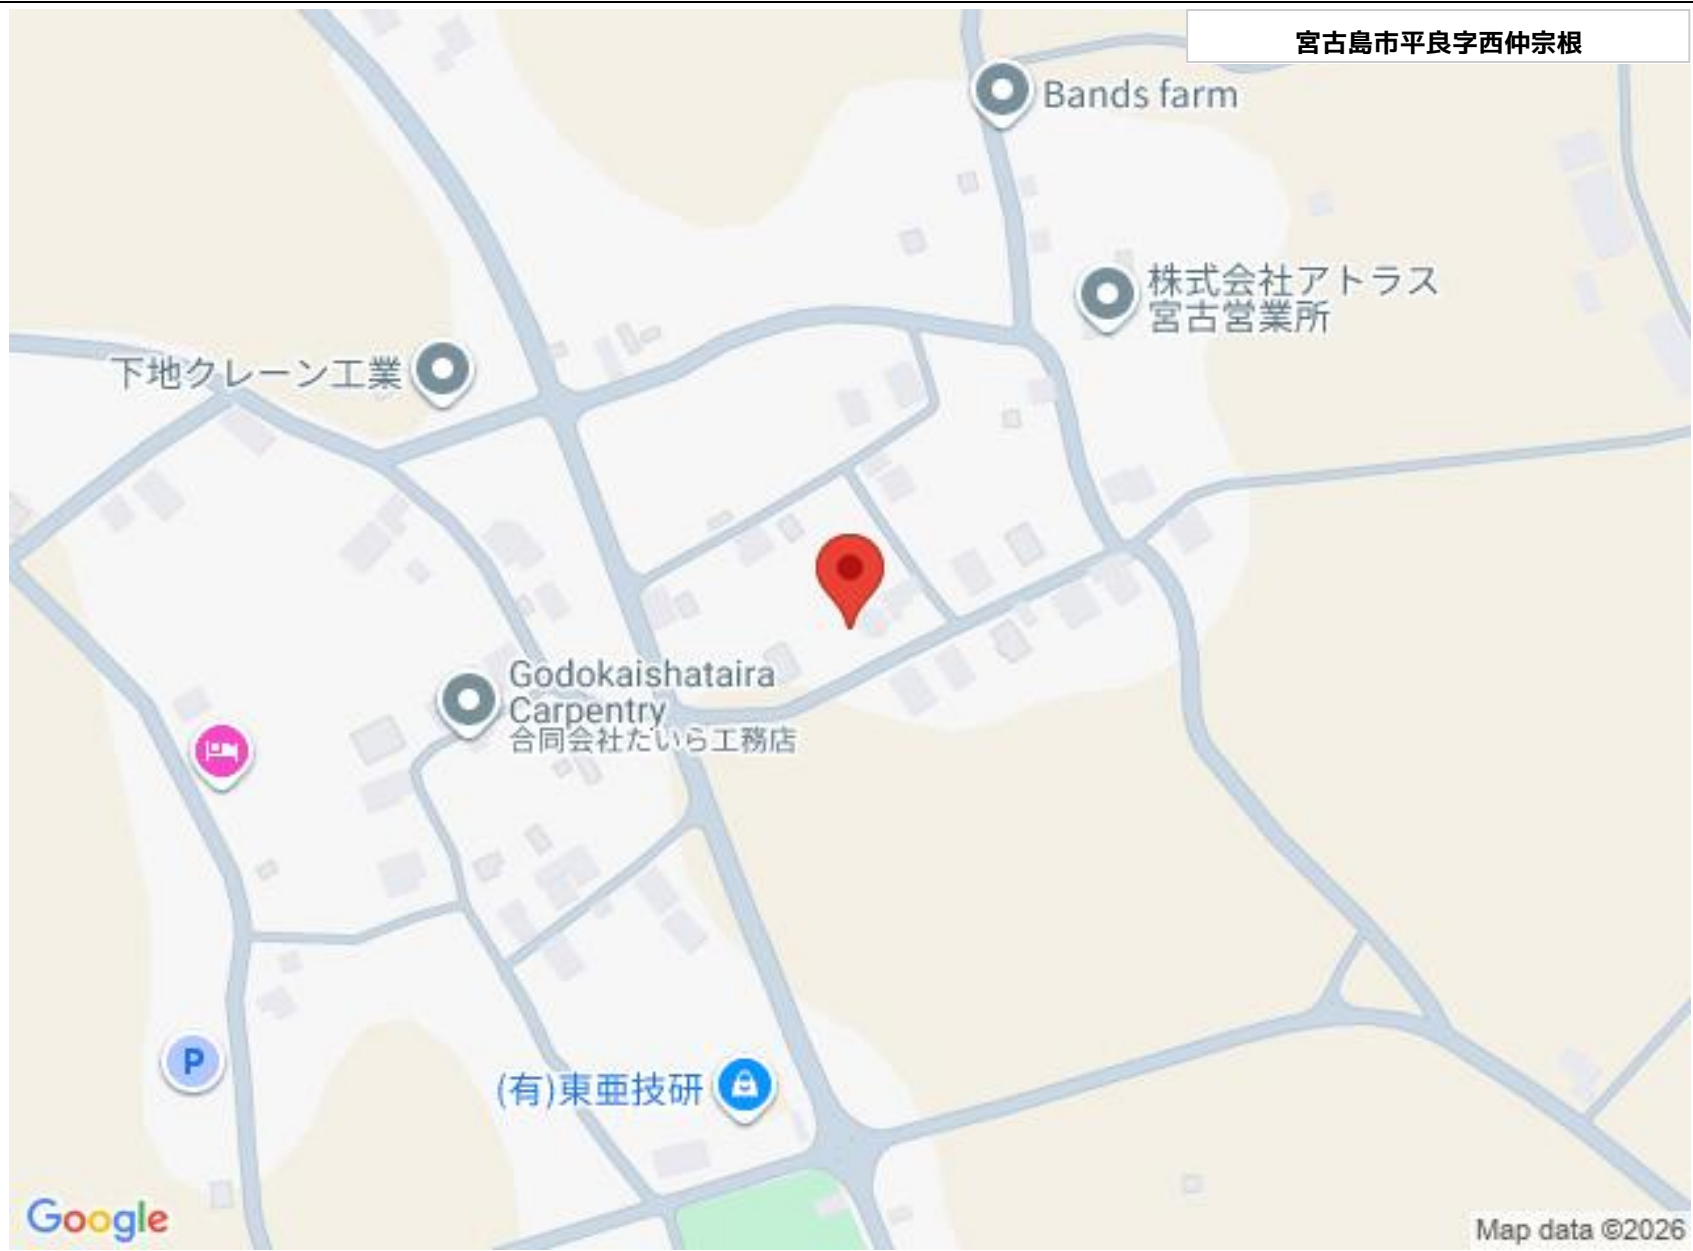 宮古島市平良字西仲宗根
Bands farm
株式会社アトラス
宮古営業所
下地クレーン工業
Godokaishataira
Carpentry
合同会社たいら工務店
P
(有)東亜技研
Google
Map data ©2026